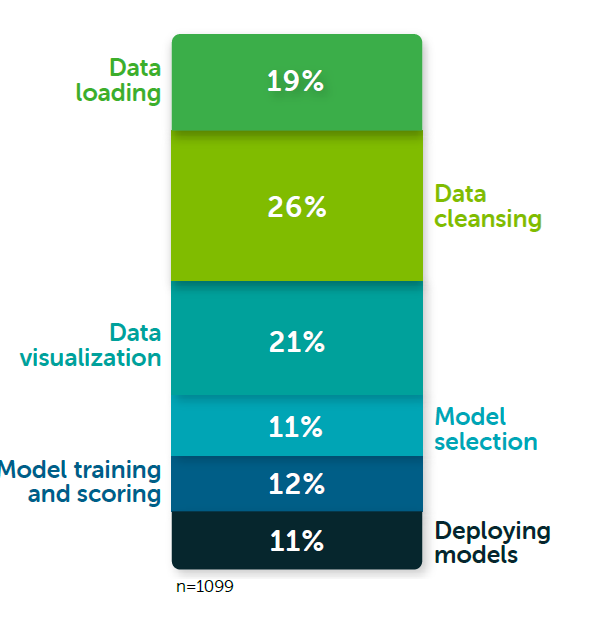 Data
loading
19%
26%
Data
cleansing
Data
visualization
21%
11%
Model
selection
Model training
and scoring
12%
11%
Deploying
models
n=1099